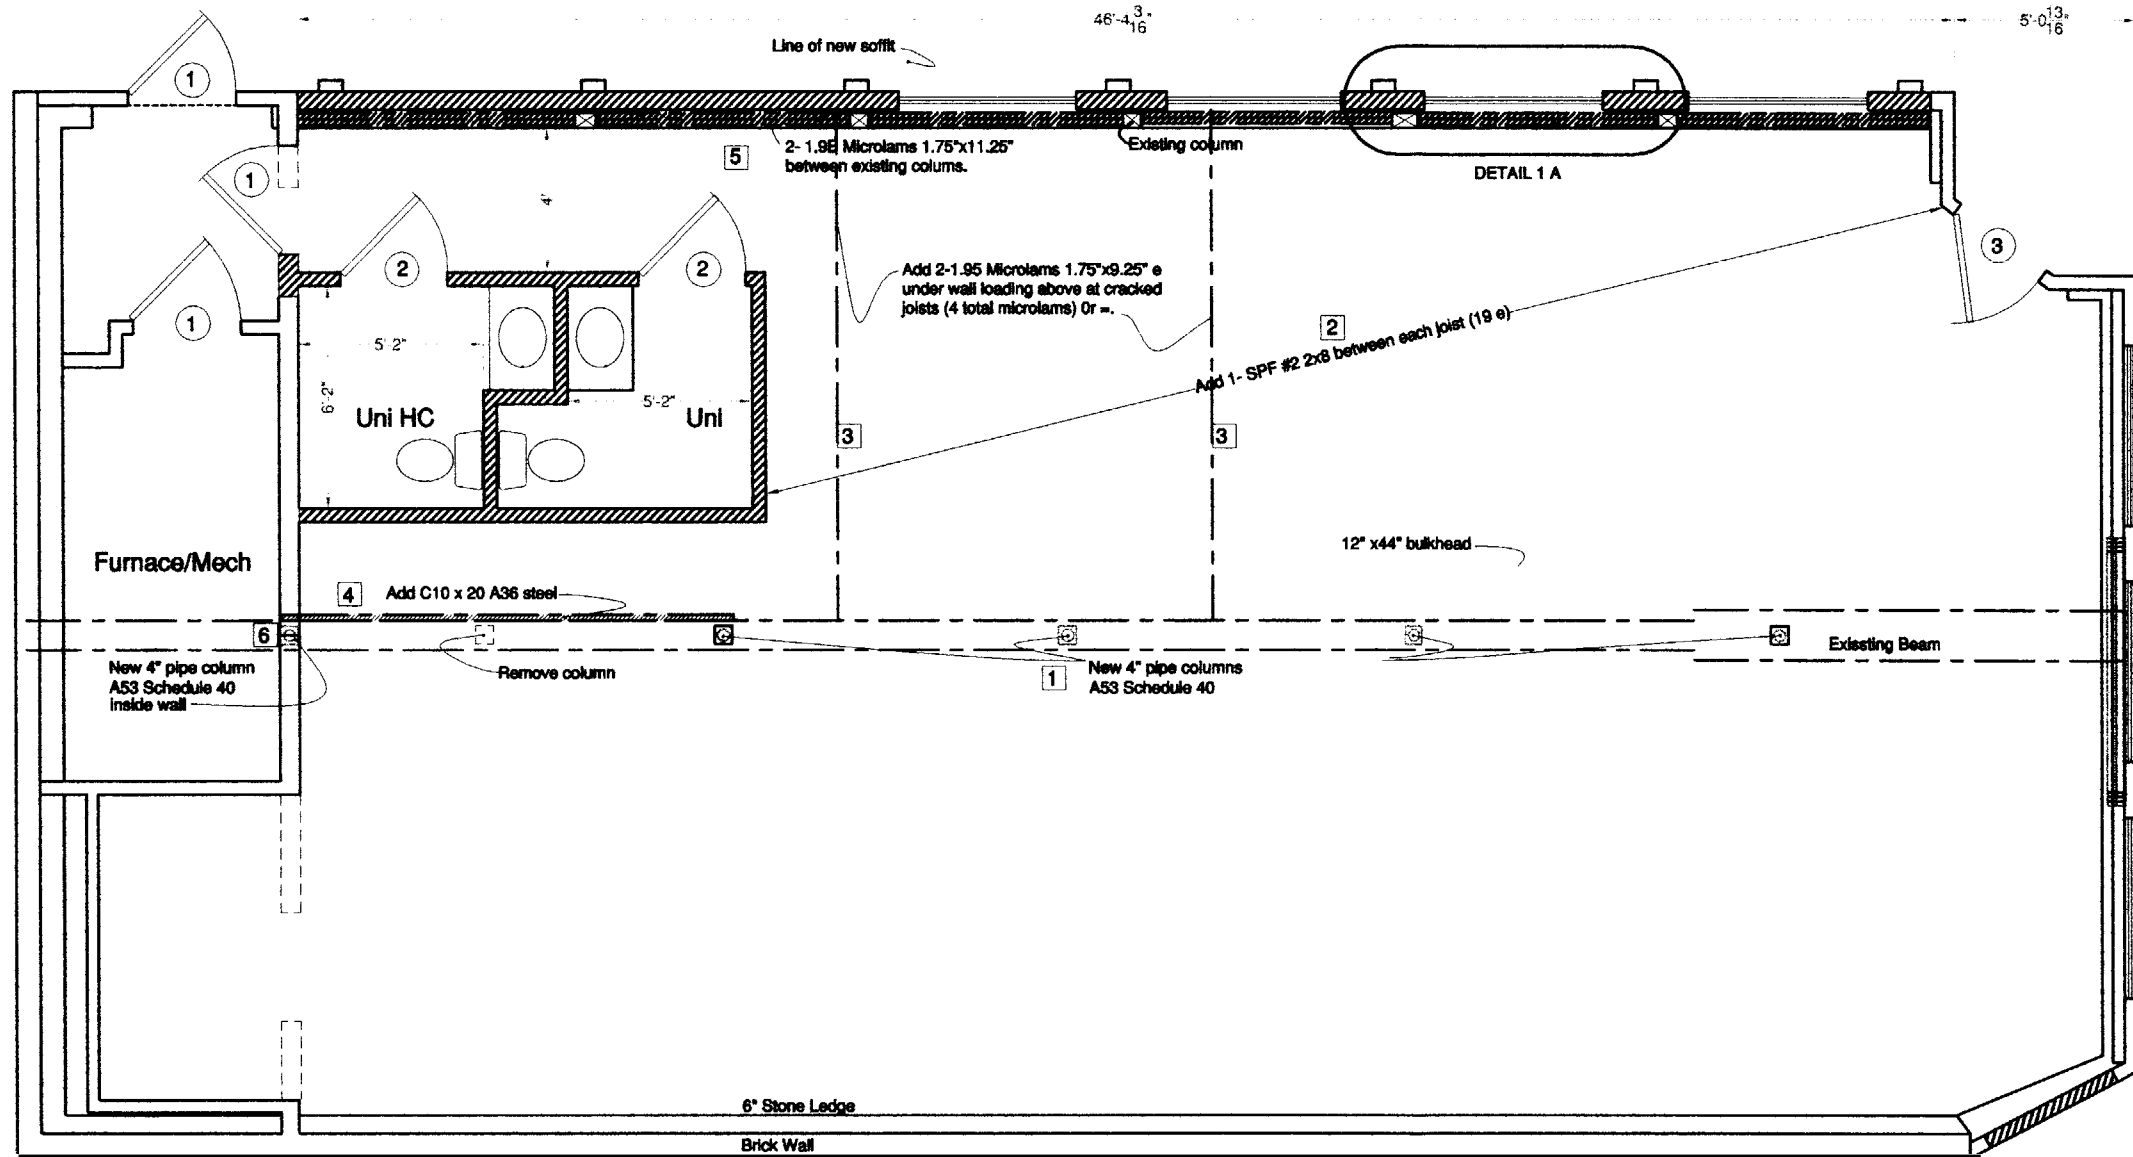 46'-4 3/16"
5'-0 13/16"
Line of new soffit
1
5
2- 1.9E Microlams 1.75"x11.25"
between existing colums.
Existing column
DETAIL 1 A
1
4'
2
2
3
Add 2-1.95 Microlams 1.75"x9.25" e
under wall loading above at cracked
joists (4 total microlams) 0r =.
1
2
Add 1- SPF #2 2x8 between each joist (19 e)
5'-2"
6'-2"
5'-2"
Uni HC
Uni
3
3
12" x44" bulkhead
Furnace/Mech
4
Add C10 x 20 A36 steel
6
New 4" pipe column
A53 Schedule 40
inside wall
Remove column
1
New 4" pipe columns
A53 Schedule 40
Exissting Beam
6" Stone Ledge
Brick Wall